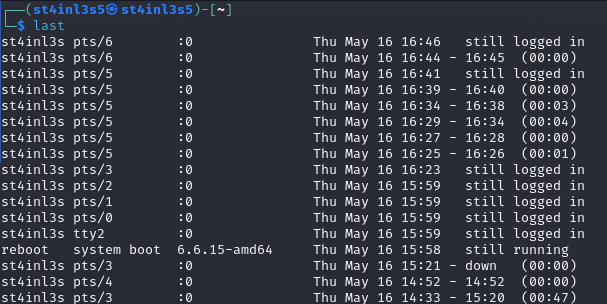 ┌──(st4inl3s5㉿st4inl3s5)-[~]
└─$ last
st4inl3s pts/6        :0               Thu May 16 16:46   still logged in
st4inl3s pts/6        :0               Thu May 16 16:44 - 16:45  (00:00)
st4inl3s pts/5        :0               Thu May 16 16:41   still logged in
st4inl3s pts/5        :0               Thu May 16 16:39 - 16:40  (00:00)
st4inl3s pts/5        :0               Thu May 16 16:34 - 16:38  (00:03)
st4inl3s pts/5        :0               Thu May 16 16:29 - 16:34  (00:04)
st4inl3s pts/5        :0               Thu May 16 16:27 - 16:28  (00:00)
st4inl3s pts/5        :0               Thu May 16 16:25 - 16:26  (00:01)
st4inl3s pts/3        :0               Thu May 16 16:23   still logged in
st4inl3s pts/2        :0               Thu May 16 15:59   still logged in
st4inl3s pts/1        :0               Thu May 16 15:59   still logged in
st4inl3s pts/0        :0               Thu May 16 15:59   still logged in
st4inl3s tty2         :0               Thu May 16 15:59   still logged in
reboot   system boot  6.6.15-amd64     Thu May 16 15:58   still running
st4inl3s pts/3        :0               Thu May 16 15:21 - down   (00:00)
st4inl3s pts/4        :0               Thu May 16 14:52 - 14:52  (00:00)
st4inl3s pts/3        :0               Thu May 16 14:33 - 15:20  (00:47)